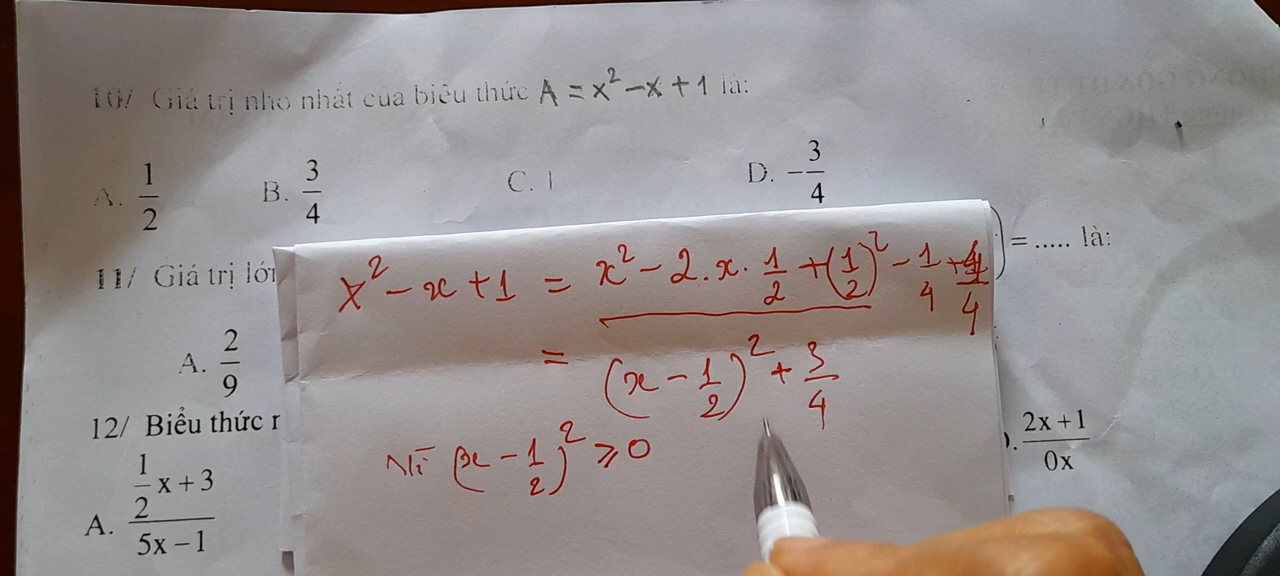 10/ Giá trị nhỏ nhất của biểu thức A = x² - x + 1 là:
A. 1/2 B. 3/4 C. 1 D. -3/4
11/ Giá trị lớn ) = ..... là:
x² - x + 1 = x² - 2.x.1/2 + (1/2)² - 1/4 + 4/4
= (x - 1/2)² + 3/4
A. 2/9
12/ Biểu thức
Vì (x - 1/2)² ⩾ 0
. (2x+1)/0x
A. (1/2x+3)/(5x-1)